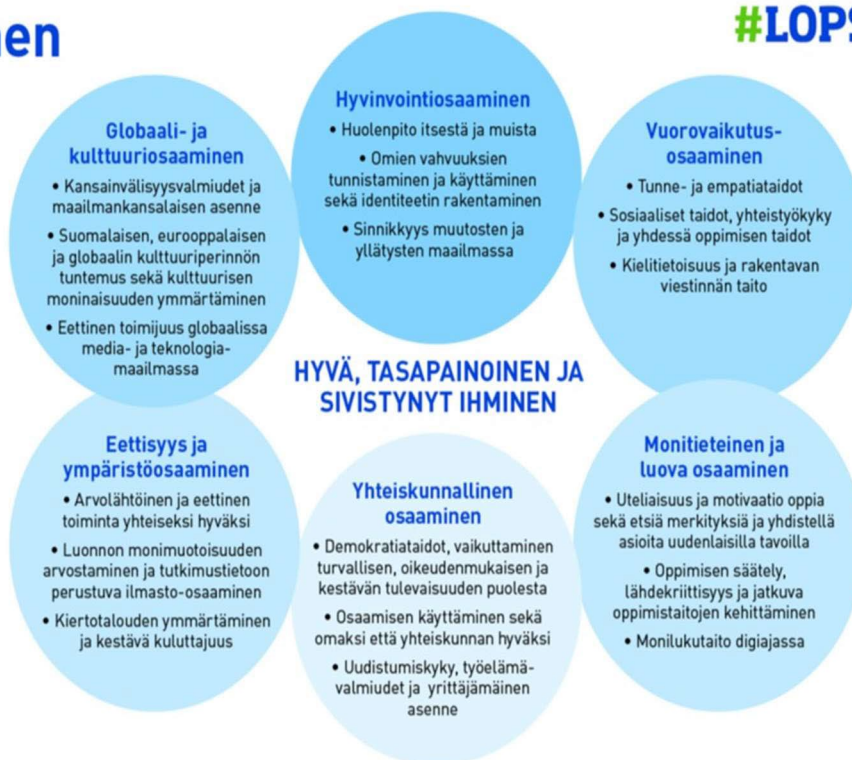 nen
#LOPS
Hyvinvointiosaaminen
• Huolenpito itsestä ja muista
• Omien vahvuuksien
tunnistaminen ja käyttäminen
sekä identiteetin rakentaminen
• Sinnikkyys muutosten ja
yllätysten maailmassa
Globaali- ja
kulttuuriosaaminen
• Kansainvälisyysvalmiudet ja
maailmankansalaisen asenne
• Suomalaisen, eurooppalaisen
ja globaalin kulttuuriperinnön
tuntemus sekä kulttuurisen
moninaisuuden ymmärtäminen
• Eettinen toimijuus globaalissa
media- ja teknologia-
maailmassa
Vuorovaikutus-
osaaminen
• Tunne- ja empatiataidot
• Sosiaaliset taidot, yhteistyökyky
ja yhdessä oppimisen taidot
• Kielitietoisuus ja rakentavan
viestinnän taito
HYVÄ, TASAPAINOINEN JA
SIVISTYNYT IHMINEN
Eettisyys ja
ympäristöosaaminen
• Arvolähtöinen ja eettinen
toiminta yhteiseksi hyväksi
• Luonnon monimuotoisuuden
arvostaminen ja tutkimustietoon
perustuva ilmasto-osaaminen
• Kiertotalouden ymmärtäminen
ja kestävä kuluttajuus
Yhteiskunnallinen
osaaminen
• Demokratiataidot, vaikuttaminen
turvallisen, oikeudenmukaisen ja
kestävän tulevaisuuden puolesta
• Osaamisen käyttäminen sekä
omaksi että yhteiskunnan hyväksi
• Uudistumiskyky, työelämä-
valmiudet ja yrittäjämäinen
asenne
Monitieteinen ja
luova osaaminen
• Uteliaisuus ja motivaatio oppia
sekä etsiä merkityksiä ja yhdistellä
asioita uudenlaisilla tavoilla
• Oppimisen säätely,
lähdekriittisyys ja jatkuva
oppimistaitojen kehittäminen
• Monilukutaito digiajassa